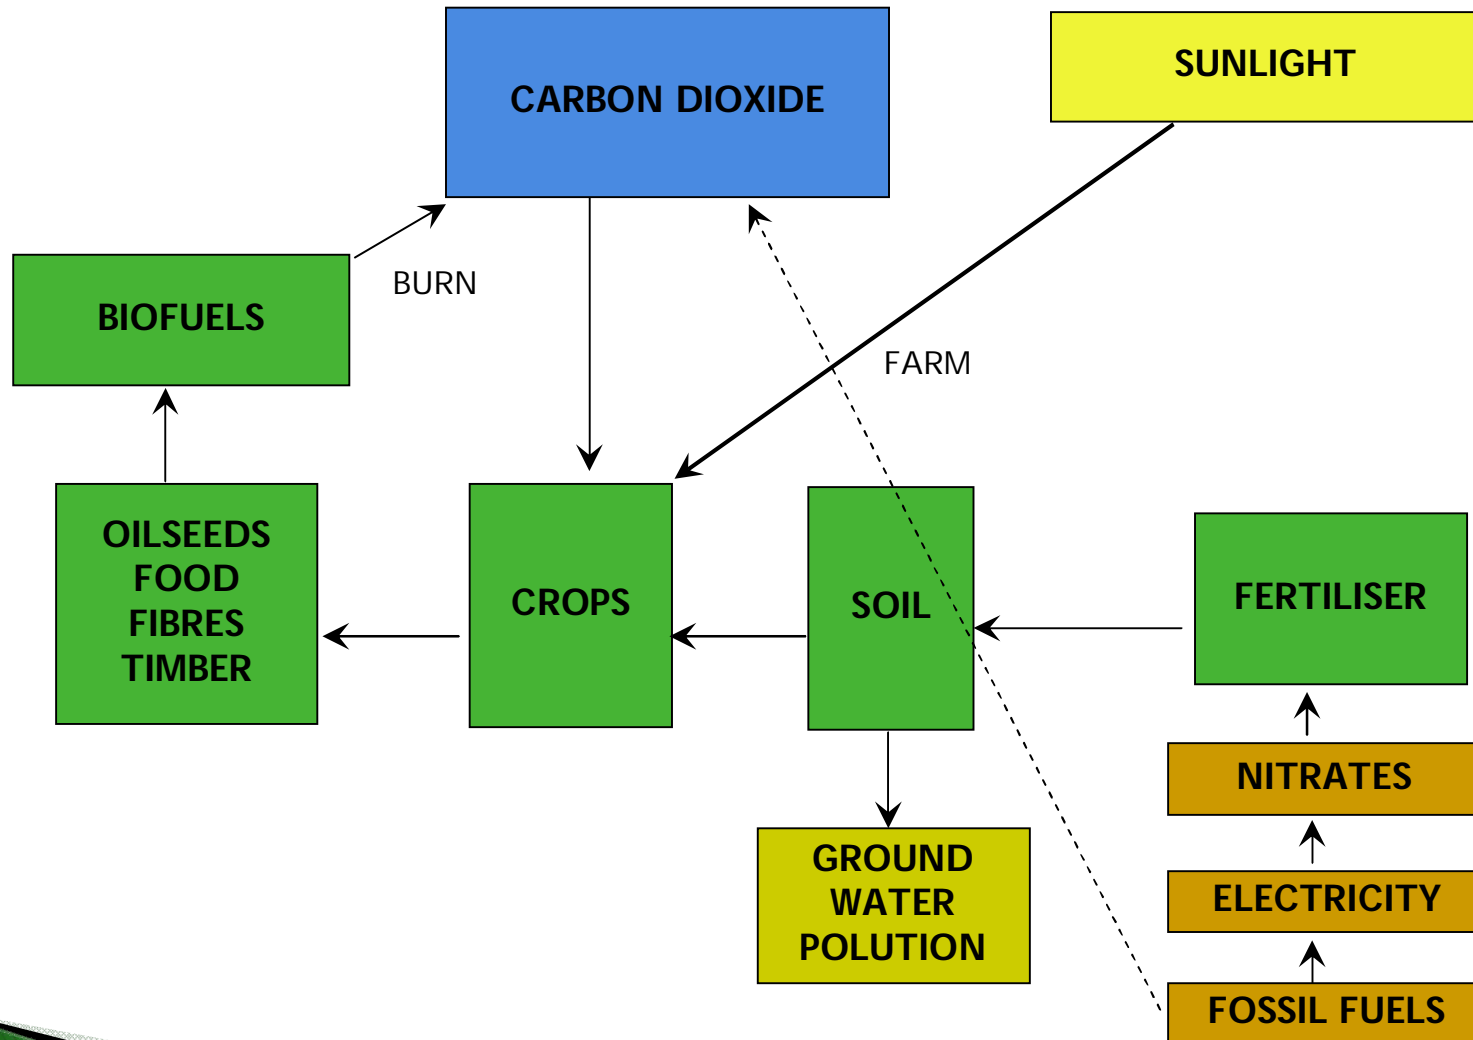 CARBON DIOXIDE
SUNLIGHT
BURN
BIOFUELS
FARM
OILSEEDS
FOOD
FIBRES
TIMBER
CROPS
SOIL
FERTILISER
NITRATES
GROUND
WATER
POLUTION
ELECTRICITY
FOSSIL FUELS